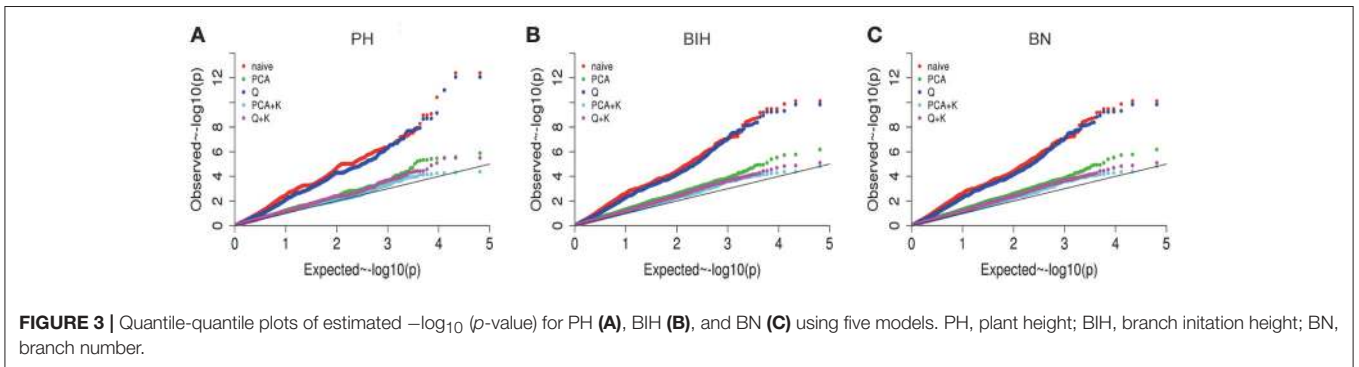 A
PH
Observed~-log10(p)
12
8
6
4
2
0
naive
PCA
Q
PCA+K
Q+K
0 1 2 3 4 5
Expected~-log10(p)
B
BIH
Observed~-log10(p)
12
8
6
4
2
0
naive
PCA
Q
PCA+K
Q+K
0 1 2 3 4 5
Expected~-log10(p)
C
BN
Observed~-log10(p)
12
8
6
4
2
0
naive
PCA
Q
PCA+K
Q+K
0 1 2 3 4 5
Expected~-log10(p)
FIGURE 3 | Quantile-quantile plots of estimated −log10 (p-value) for PH (A), BIH (B), and BN (C) using five models. PH, plant height; BIH, branch initation height; BN,
branch number.